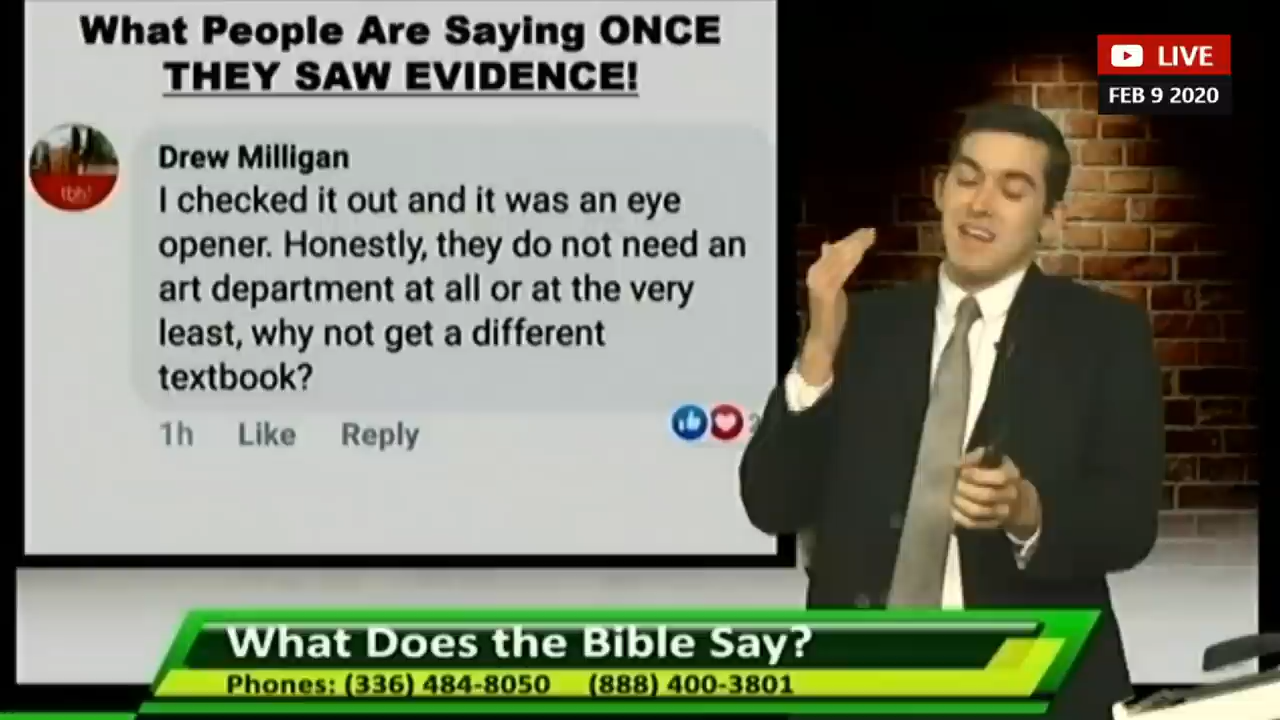 What People Are Saying ONCE
THEY SAW EVIDENCE!
LIVE
FEB 9 2020
Drew Milligan
I checked it out and it was an eye
opener. Honestly, they do not need an
art department at all or at the very
least, why not get a different
textbook?
tbh!
1h Like Reply
What Does the Bible Say?
Phones: (336) 484-8050 (888) 400-3801